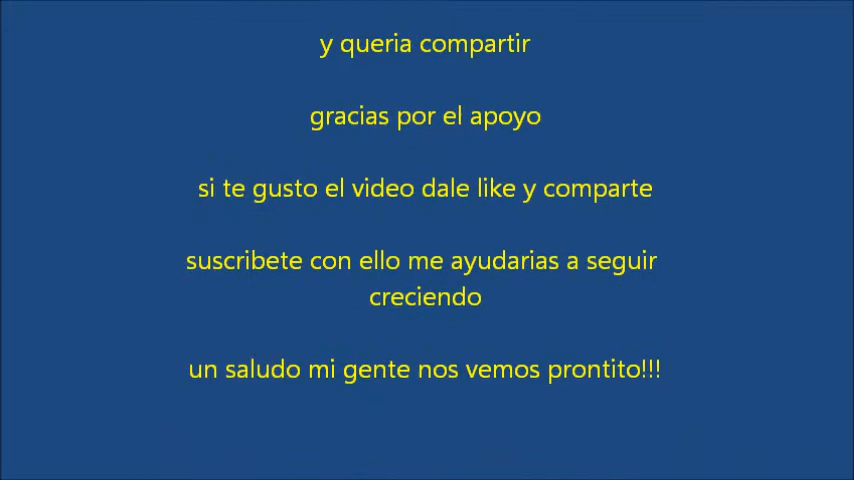 y queria compartir
gracias por el apoyo
si te gusto el video dale like y comparte
suscribete con ello me ayudarias a seguir
creciendo
un saludo mi gente nos vemos prontito!!!